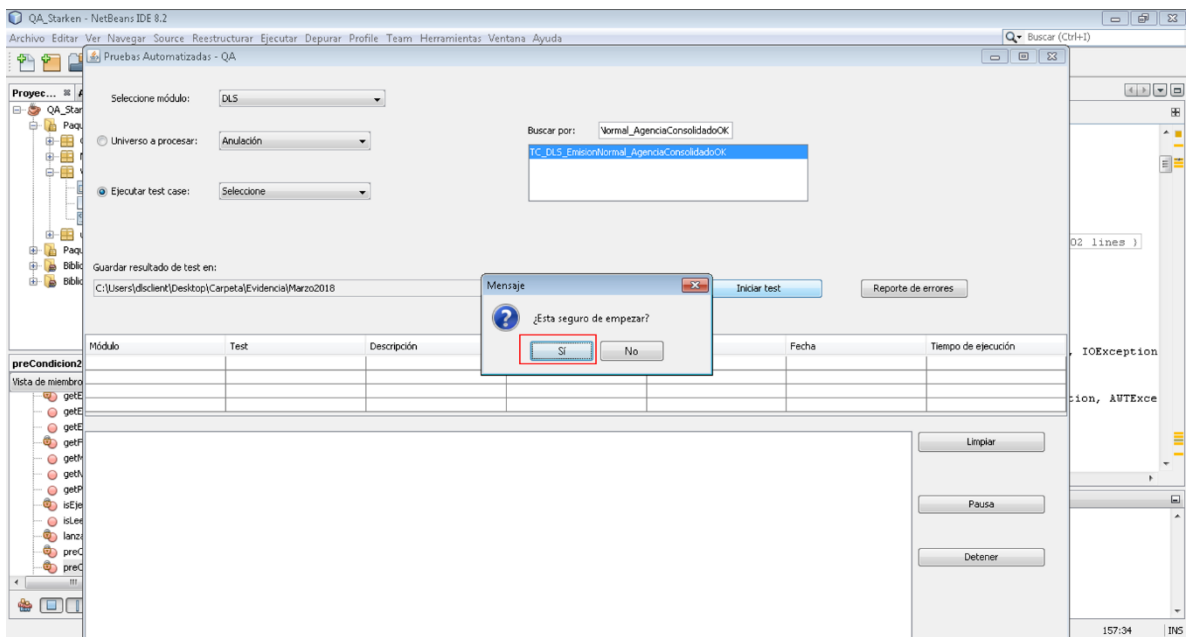 QA_Starken - NetBeans IDE 8.2
Archivo Editar Ver Navegar Source Reestructurar Ejecutar Depurar Profile Team Herramientas Ventana Ayuda
Buscar (Ctrl+I)
Pruebas Automatizadas - QA
Proyec...
QA_Star
Paqu
Paqu
Biblic
Biblic
Seleccione módulo:
DLS
Universo a procesar:
Anulación
Ejecutar test case:
Seleccione
Buscar por:
Normal_AgenciaConsolidadoOK
TC_DLS_EmisionNormal_AgenciaConsolidadoOK
02 lines )
Guardar resultado de test en:
C:\Users\dlsclient\Desktop\Carpeta\Evidencia\Marzo2018
Iniciar test
Reporte de errores
Mensaje
¿Esta seguro de empezar?
Sí
No
Módulo Test Descripción Fecha Tiempo de ejecución
, IOException
tion, AWTExce
preCondicion2
Vista de miembro
getE
getE
getE
getF
getM
getN
getP
isEje
isLee
lanza
preC
preC
Limpiar
Pausa
Detener
157:34
INS